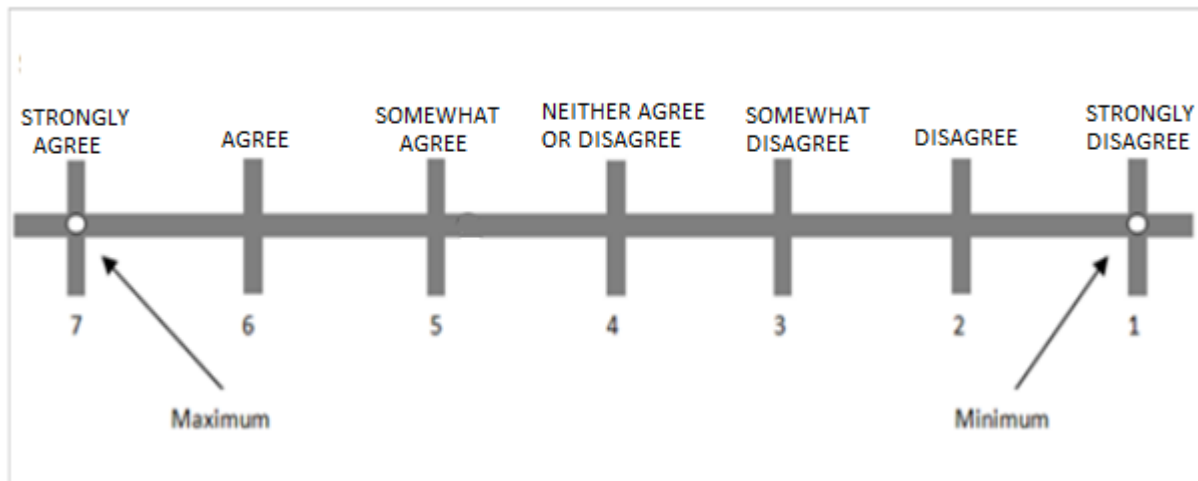 STRONGLY
AGREE
AGREE
SOMEWHAT
AGREE
NEITHER AGREE
OR DISAGREE
SOMEWHAT
DISAGREE
DISAGREE
STRONGLY
DISAGREE
7
6
5
4
3
2
1
Maximum
Minimum